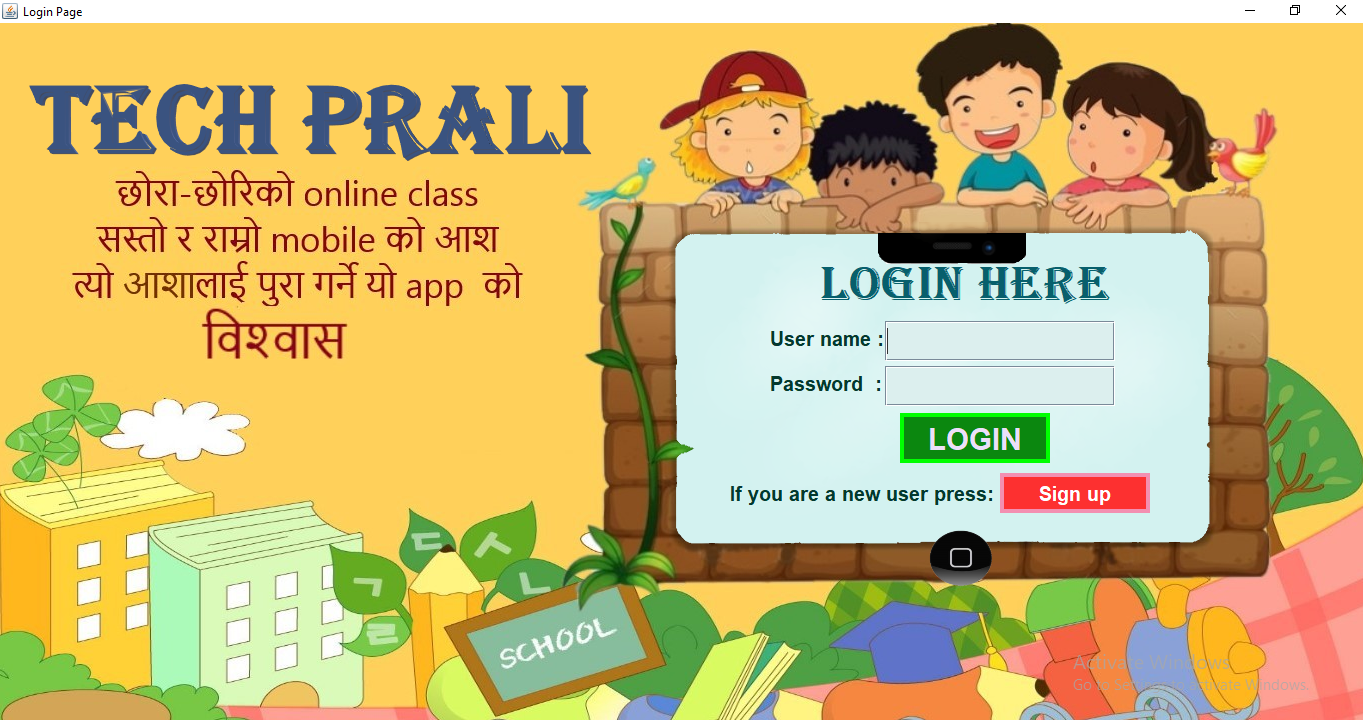 Login Page
TECH PRALI
छोरा-छोरिको online class
सस्तो र राम्रो mobile को आश
त्यो आशालाई पुरा गर्ने यो app को
विश्वास
LOGIN HERE
User name :
Password :
LOGIN
If you are a new user press:
Sign up
ㄷ
ㅅ
ㄱ
ㄴ
ㄹ
SCHOOL
Activate Windows
Go to Settings to activate Windows.